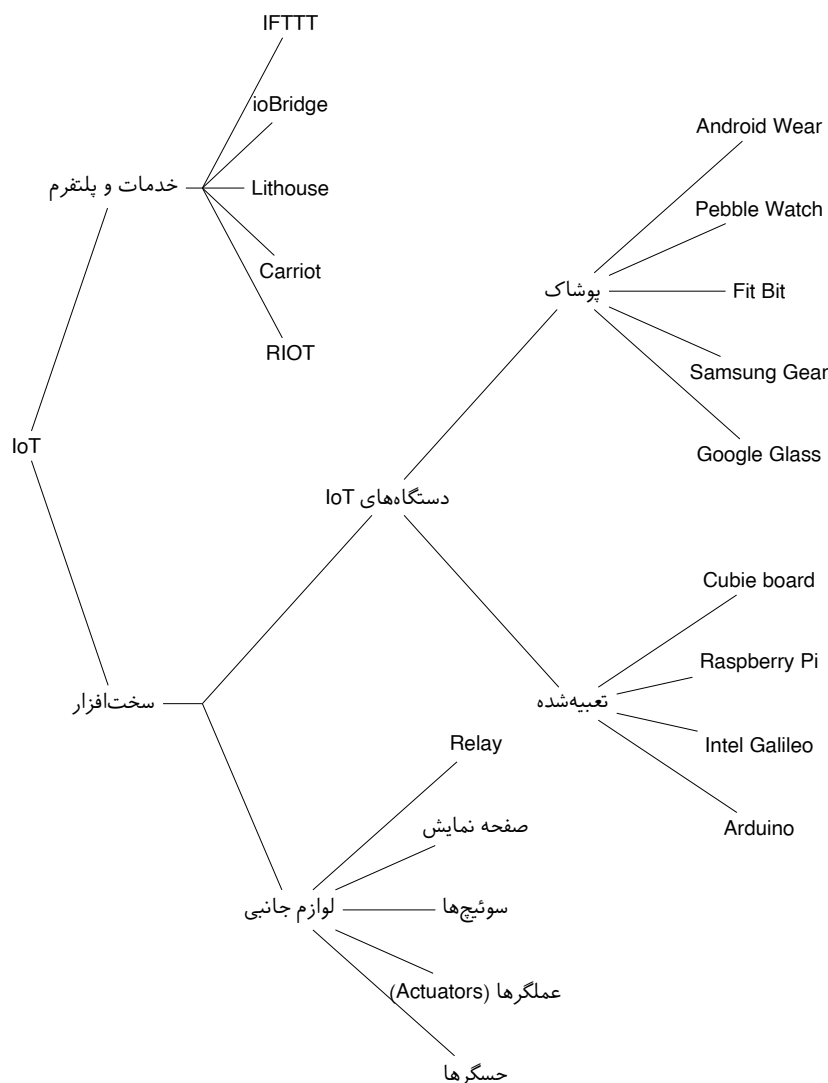 IFTTT
ioBridge
خدمات و پلتفرم
Lithouse
Carriot
RIOT
IoT
Android Wear
Pebble Watch
پوشاک
Fit Bit
Samsung Gear
Google Glass
دستگاه‌های IoT
Cubie board
Raspberry Pi
تعبیه‌شده
Intel Galileo
Arduino
سخت‌افزار
Relay
صفحه نمایش
لوازم جانبی
سوئیچ‌ها
عملگرها (Actuators)
حسگرها